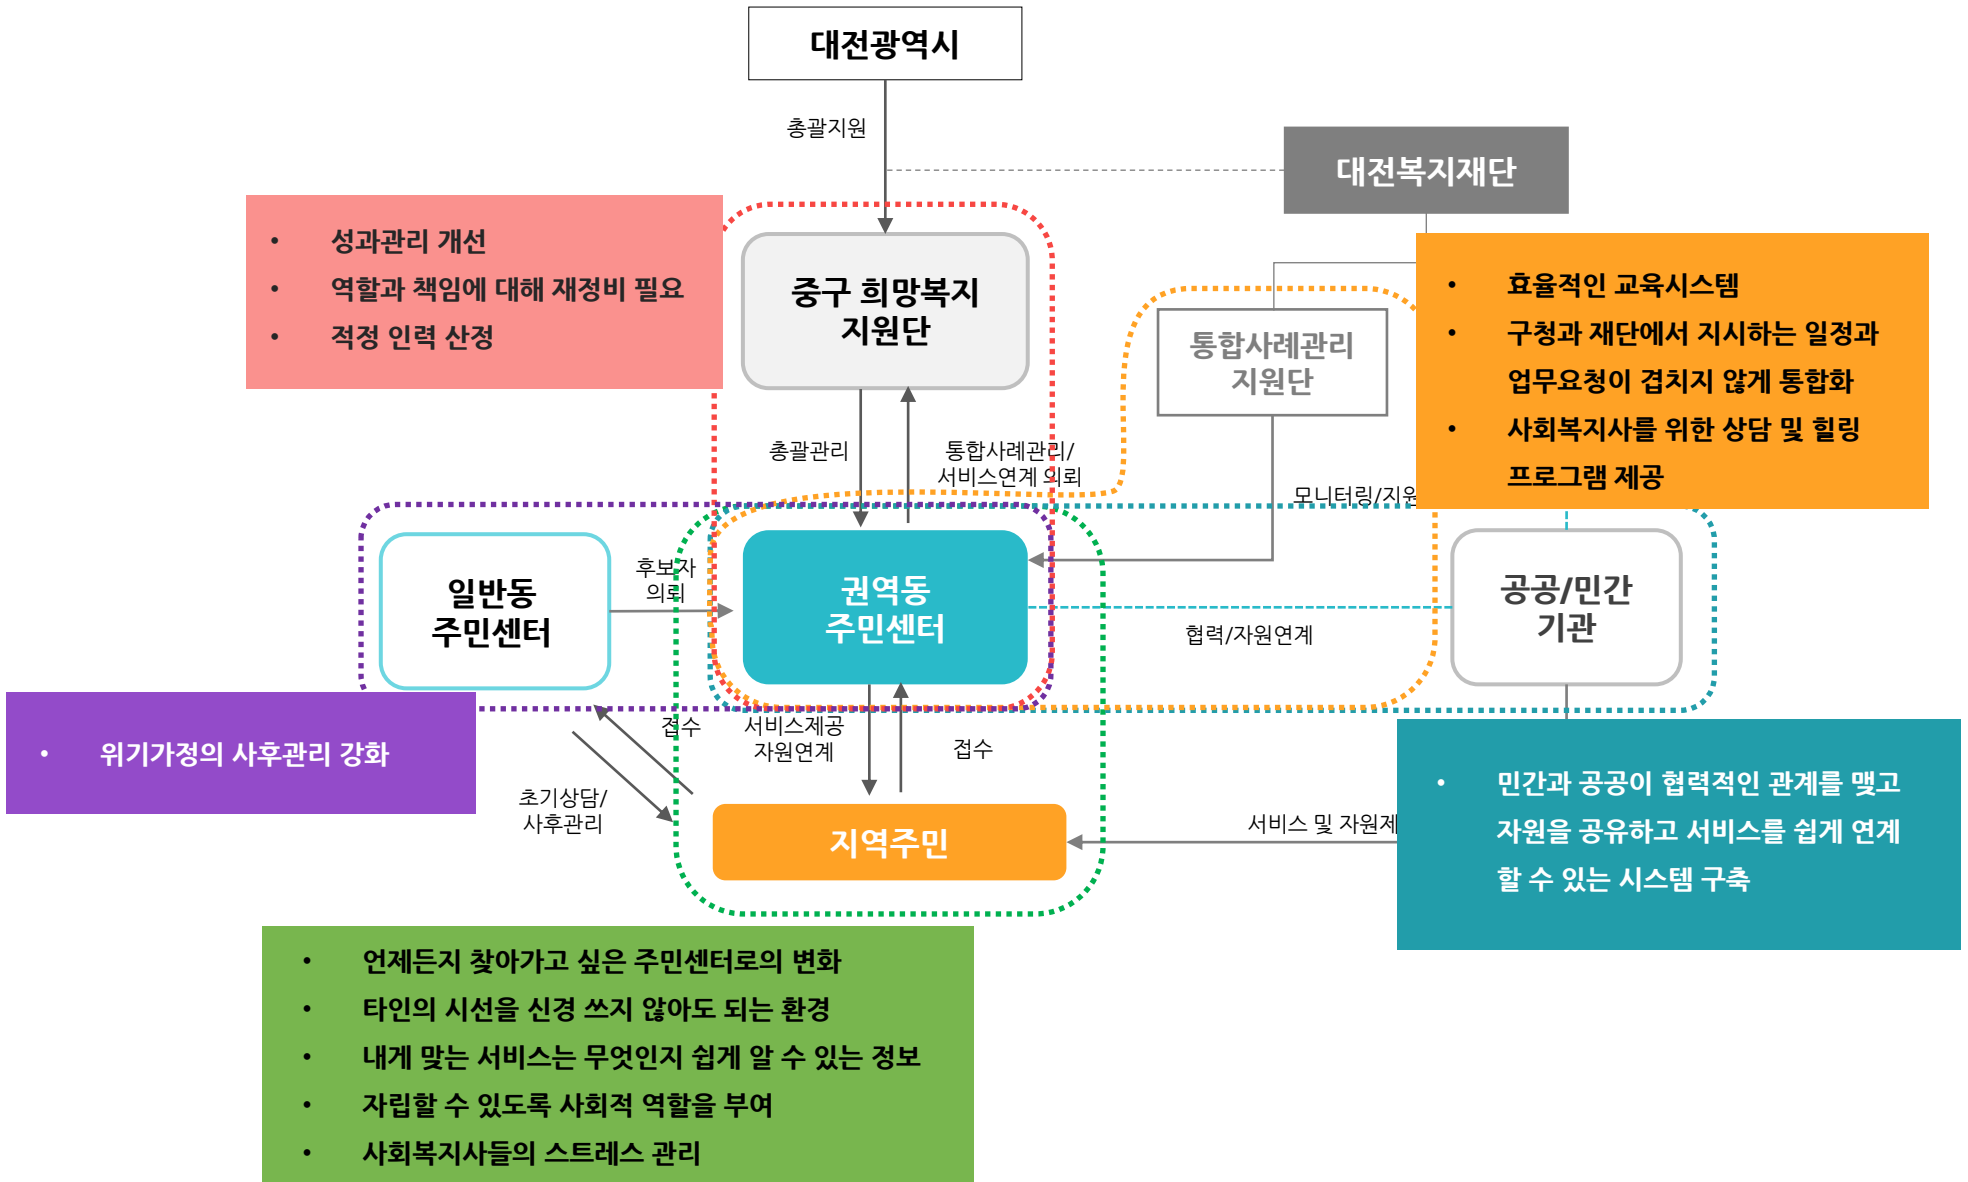 대전광역시
총괄지원
대전복지재단
• 성과관리 개선
• 역할과 책임에 대해 재정비 필요
• 적정 인력 산정
중구 희망복지
지원단
통합사례관리
지원단
• 효율적인 교육시스템
• 구청과 재단에서 지시하는 일정과
업무요청이 겹치지 않게 통합화
• 사회복지사를 위한 상담 및 힐링
프로그램 제공
총괄관리
통합사례관리/
서비스연계 의뢰
모니터링/지원
일반동
주민센터
후보자
의뢰
권역동
주민센터
협력/자원연계
공공/민간
기관
• 위기가정의 사후관리 강화
접수
서비스제공
자원연계
접수
초기상담/
사후관리
지역주민
서비스 및 자원제
• 민간과 공공이 협력적인 관계를 맺고
자원을 공유하고 서비스를 쉽게 연계
할 수 있는 시스템 구축
• 언제든지 찾아가고 싶은 주민센터로의 변화
• 타인의 시선을 신경 쓰지 않아도 되는 환경
• 내게 맞는 서비스는 무엇인지 쉽게 알 수 있는 정보
• 자립할 수 있도록 사회적 역할을 부여
• 사회복지사들의 스트레스 관리